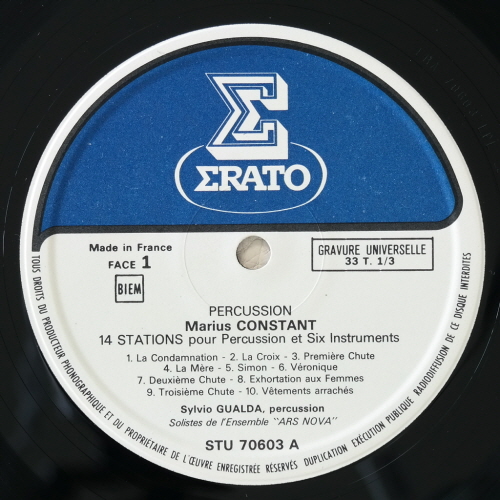 Σ
ΣRATO
Made in France
FACE 1
BIEM
GRAVURE UNIVERSELLE
33 T. 1/3
PERCUSSION
Marius CONSTANT
14 STATIONS pour Percussion et Six Instruments
1. La Condamnation - 2. La Croix - 3. Première Chute
4. La Mère - 5. Simon - 6. Véronique
7. Deuxième Chute - 8. Exhortation aux Femmes
9. Troisième Chute - 10. Vêtements arrachés
Sylvio GUALDA, percussion
Solistes de l'Ensemble "ARS NOVA"
STU 70603 A
TOUS DROITS DU PRODUCTEUR PHONOGRAPHIQUE ET DU PROPRIÉTAIRE DE L'ŒUVRE ENREGISTRÉE RÉSERVÉS DUPLICATION EXÉCUTION PUBLIQUE RADIODIFFUSION DE CE DISQUE INTERDITES